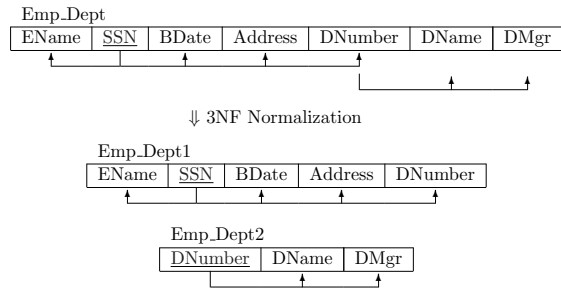 Emp_Dept
EName SSN BDate Address DNumber DName DMgr
⇓ 3NF Normalization
Emp_Dept1
EName SSN BDate Address DNumber
Emp_Dept2
DNumber DName DMgr